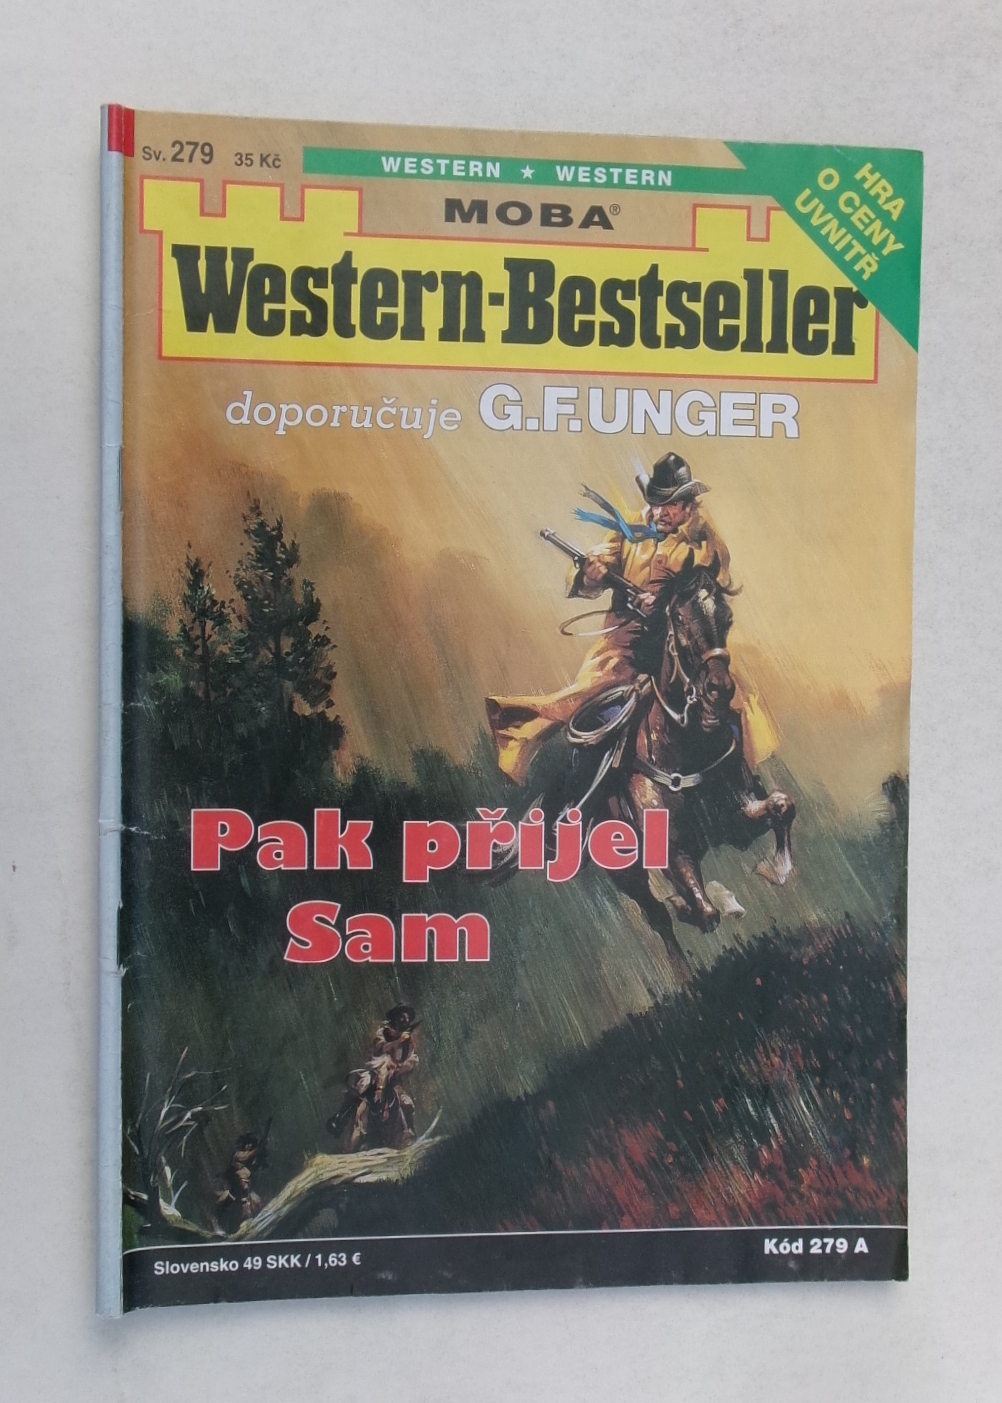 Sv. 279 35 Kč
WESTERN ★ WESTERN
HRA
O CENY
UVNITŘ
MOBA®
Western-Bestseller
doporučuje G.F.UNGER
Pak přijel
Sam
Kód 279 A
Slovensko 49 SKK / 1,63 €